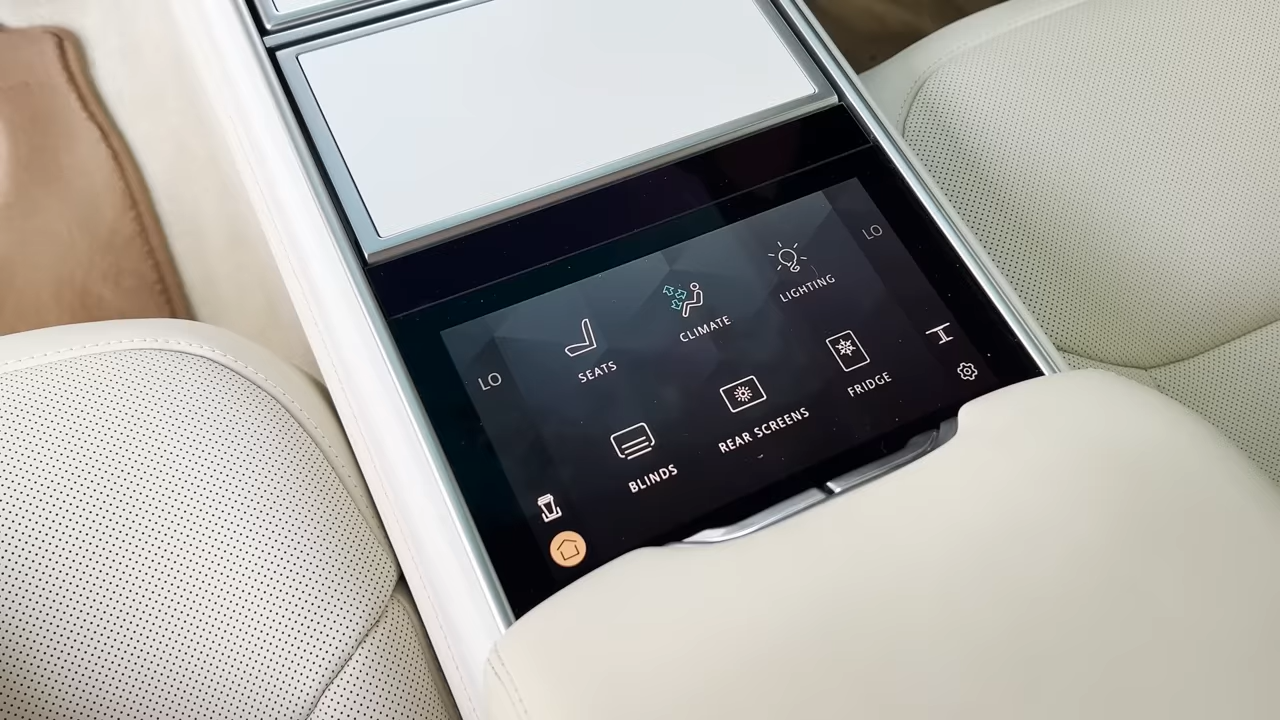 LO
SEATS
CLIMATE
LIGHTING
LO
BLINDS
REAR SCREENS
FRIDGE